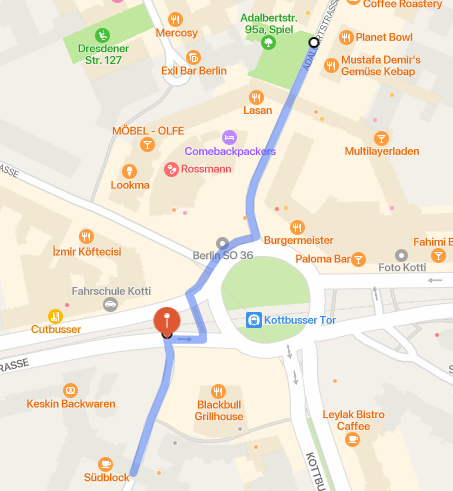 Coffee Roastery
Adalbertstr.
95a, Spiel
Mercosy
Planet Bowl
Dresdener
Str. 127
ADALBERTSTRASSE
Mustafa Demir's
Gemüse Kebap
Exil Bar Berlin
Lasan
MÖBEL - OLFE
Comebackpackers
Multilayerladen
Rossmann
Lookma
Burgermeister
Berlin SO 36
Fahimi B
İzmir Köftecisi
Paloma Bar
Foto Kotti
Fahrschule Kotti
Kottbusser Tor
Cutbusser
Keskin Backwaren
Blackbull
Grillhouse
Leylak Bistro
Caffee
Südblock
KOTTBU